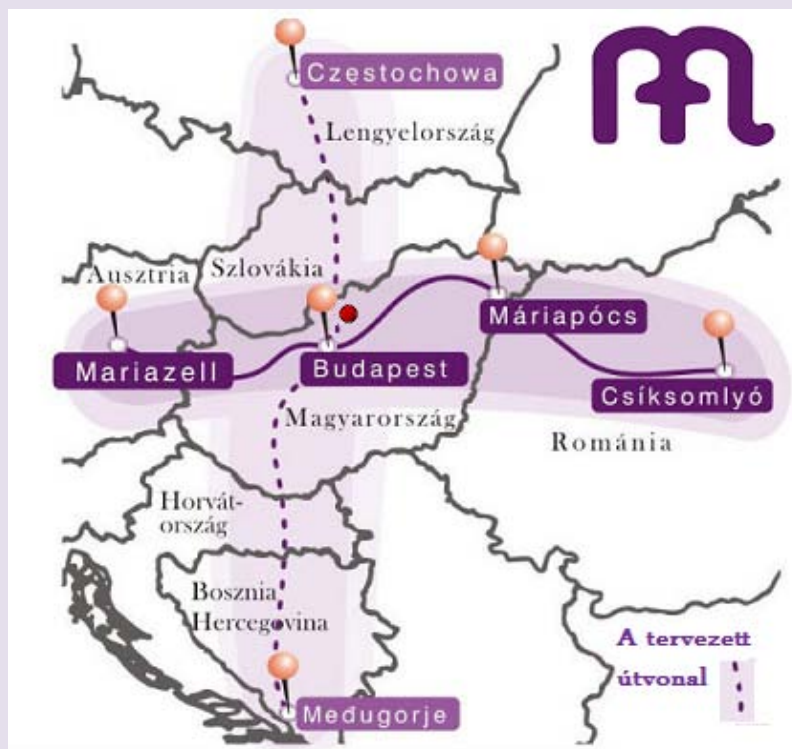 Częstochowa
Lengyelország
Ausztria
Szlovákia
Máriapócs
Mariazell
Budapest
Csíksomlyó
Magyarország
Románia
Horvát-
ország
Bosznia
Hercegovina
Međugorje
A tervezett
útvonal